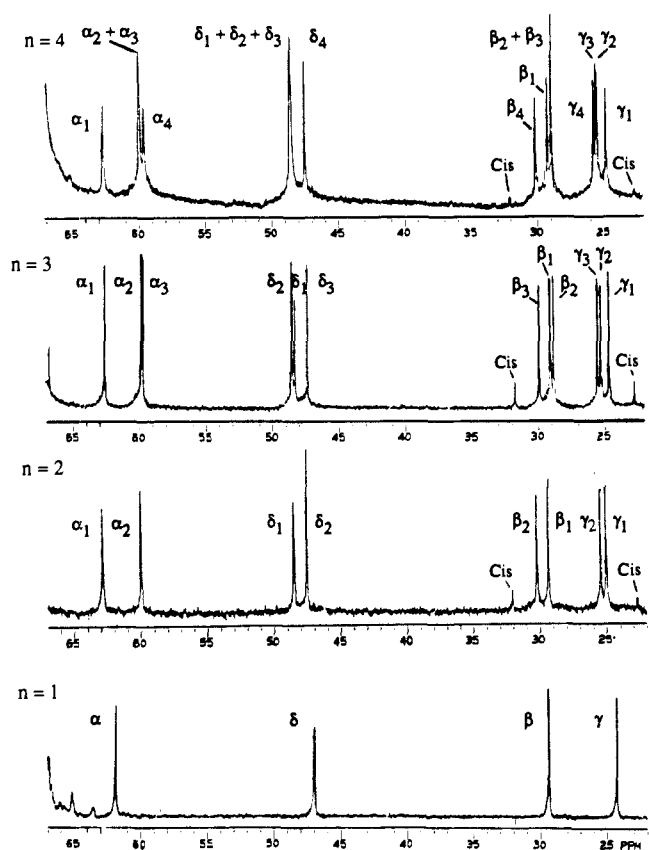 n = 4
α₂ + α₃
δ₁ + δ₂ + δ₃
δ₄
β₂ + β₃
γ₃ γ₂
α₁
α₄
β₁
β₄
γ₄
γ₁
Cis
Cis
65 60 55 50 45 40 35 30 25
n = 3
α₁ α₂ α₃
δ₂ δ₁ δ₃
β₃ β₁ β₂
γ₃ γ₂ γ₁
Cis
Cis
65 60 55 50 45 40 35 30 25
n = 2
α₁ α₂
δ₁ δ₂
β₂ β₁ γ₂ γ₁
Cis
Cis
65 60 55 50 45 40 35 30 25
n = 1
α
δ
β
γ
65 60 55 50 45 40 35 30 25 PPM